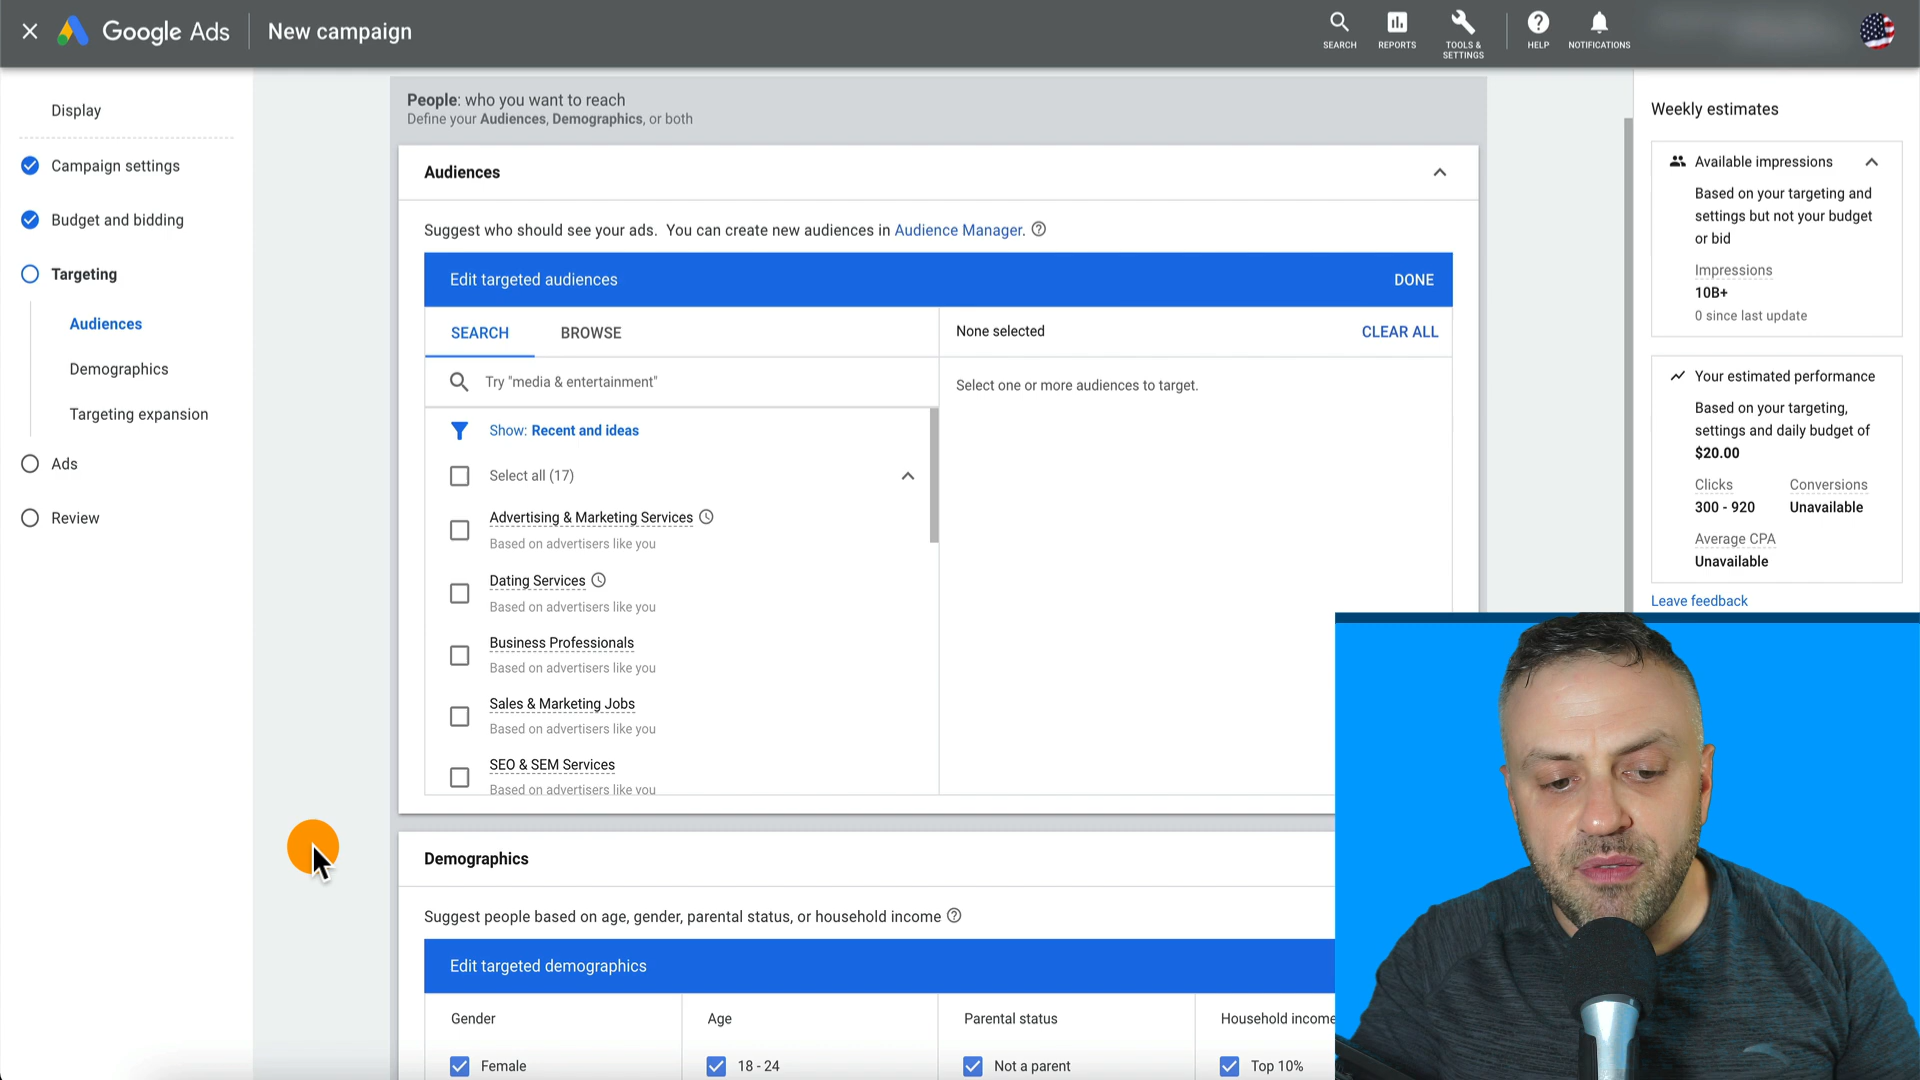 Google Ads
New campaign
SEARCH
REPORTS
TOOLS &
SETTINGS
HELP
NOTIFICATIONS
Display
Campaign settings
Budget and bidding
Targeting
Audiences
Demographics
Targeting expansion
Ads
Review
People: who you want to reach
Define your Audiences, Demographics, or both
Audiences
Suggest who should see your ads. You can create new audiences in Audience Manager.
Edit targeted audiences
DONE
SEARCH
BROWSE
None selected
CLEAR ALL
Try "media & entertainment"
Select one or more audiences to target.
Show: Recent and ideas
Select all (17)
Advertising & Marketing Services
Based on advertisers like you
Dating Services
Based on advertisers like you
Business Professionals
Based on advertisers like you
Sales & Marketing Jobs
Based on advertisers like you
SEO & SEM Services
Based on advertisers like you
Demographics
Suggest people based on age, gender, parental status, or household income
Edit targeted demographics
Gender
Age
Parental status
Household income
Female
18 - 24
Not a parent
Top 10%
Weekly estimates
Available impressions
Based on your targeting and
settings but not your budget
or bid
Impressions
10B+
0 since last update
Your estimated performance
Based on your targeting,
settings and daily budget of
$20.00
Clicks
Conversions
300 - 920
Unavailable
Average CPA
Unavailable
Leave feedback